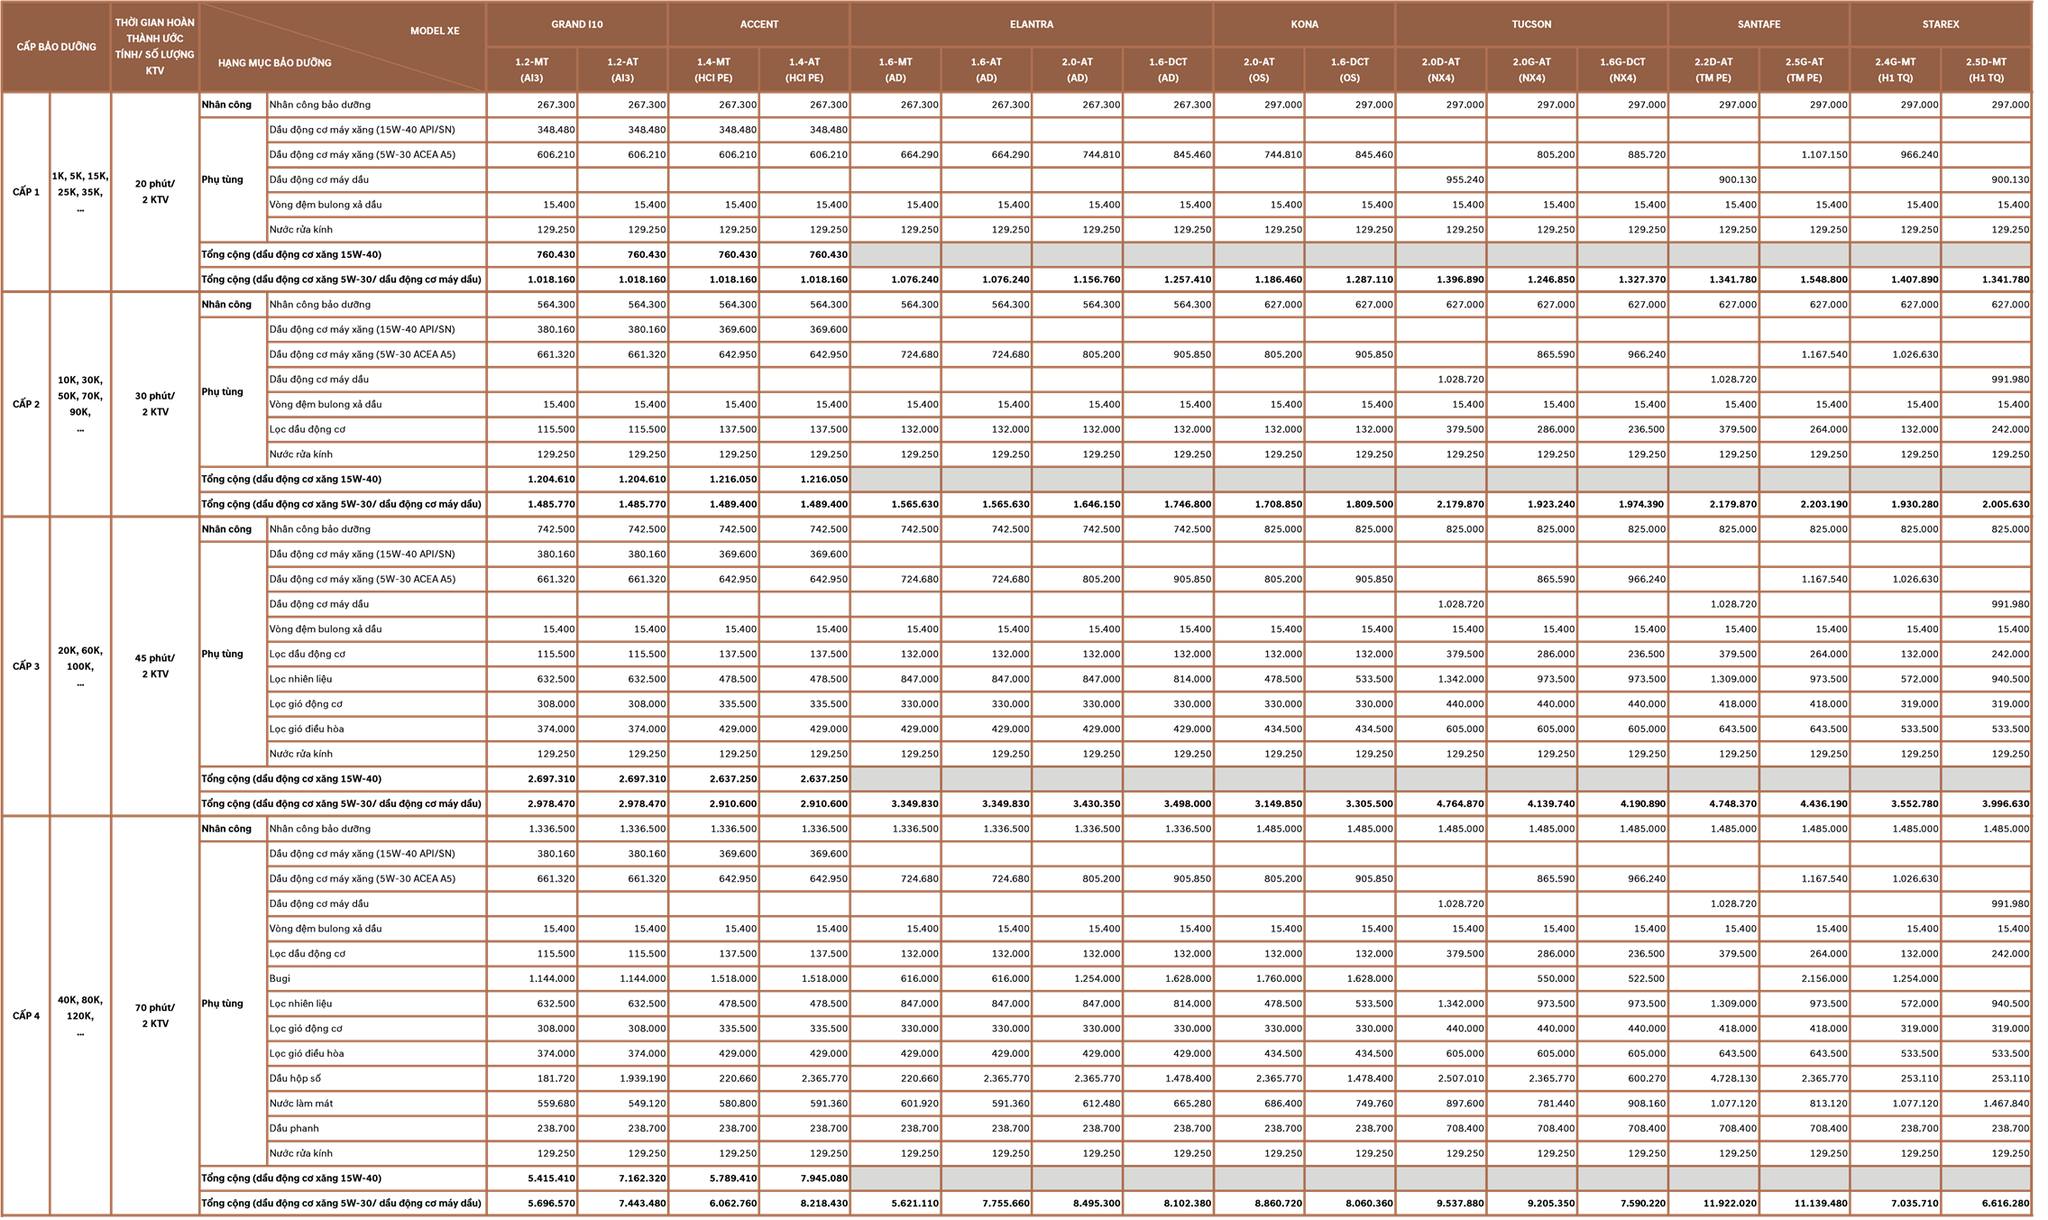 CẤP BẢO DƯỠNG
THỜI GIAN HOÀN
THÀNH ƯỚC
TÍNH/ SỐ LƯỢNG
KTV
MODEL XE
HẠNG MỤC BẢO DƯỠNG
GRAND I10 ACCENT ELANTRA KONA TUCSON SANTAFE STAREX
1.2-MT 1.2-AT 1.4-MT 1.4-AT 1.6-MT 1.6-AT 2.0-AT 1.6-DCT 2.0-AT 1.6-DCT 2.0D-AT 2.0G-AT 1.6G-DCT 2.2D-AT 2.5G-AT 2.4G-MT 2.5D-MT
(AI3) (AI3) (HCI PE) (HCI PE) (AD) (AD) (AD) (AD) (OS) (OS) (NX4) (NX4) (NX4) (TM PE) (TM PE) (H1 TQ) (H1 TQ)
CẤP 1
1K, 5K, 15K,
25K, 35K,
...
20 phút/
2 KTV
Nhân công Nhân công bảo dưỡng 267.300 267.300 267.300 267.300 267.300 267.300 267.300 267.300 297.000 297.000 297.000 297.000 297.000 297.000 297.000 297.000 297.000
Phụ tùng
Dầu động cơ máy xăng (15W-40 API/SN) 348.480 348.480 348.480 348.480
Dầu động cơ máy xăng (5W-30 ACEA A5) 606.210 606.210 606.210 606.210 664.290 664.290 744.810 845.460 744.810 845.460 805.200 885.720 1.107.150 966.240
Dầu động cơ máy dầu 955.240 900.130 900.130
Vòng đệm bulong xả dầu 15.400 15.400 15.400 15.400 15.400 15.400 15.400 15.400 15.400 15.400 15.400 15.400 15.400 15.400 15.400 15.400 15.400
Nước rửa kính 129.250 129.250 129.250 129.250 129.250 129.250 129.250 129.250 129.250 129.250 129.250 129.250 129.250 129.250 129.250 129.250 129.250
Tổng cộng (dầu động cơ xăng 15W-40) 760.430 760.430 760.430 760.430
Tổng cộng (dầu động cơ xăng 5W-30/ dầu động cơ máy dầu) 1.018.160 1.018.160 1.018.160 1.018.160 1.076.240 1.076.240 1.156.760 1.257.410 1.186.460 1.287.110 1.396.890 1.246.850 1.327.370 1.341.780 1.548.800 1.407.890 1.341.780
CẤP 2
10K, 30K,
50K, 70K,
90K,
...
30 phút/
2 KTV
Nhân công Nhân công bảo dưỡng 564.300 564.300 564.300 564.300 564.300 564.300 564.300 564.300 627.000 627.000 627.000 627.000 627.000 627.000 627.000 627.000 627.000
Phụ tùng
Dầu động cơ máy xăng (15W-40 API/SN) 380.160 380.160 369.600 369.600
Dầu động cơ máy xăng (5W-30 ACEA A5) 661.320 661.320 642.950 642.950 724.680 724.680 805.200 905.850 805.200 905.850 865.590 966.240 1.167.540 1.026.630
Dầu động cơ máy dầu 1.028.720 1.028.720 991.980
Vòng đệm bulong xả dầu 15.400 15.400 15.400 15.400 15.400 15.400 15.400 15.400 15.400 15.400 15.400 15.400 15.400 15.400 15.400 15.400 15.400
Lọc dầu động cơ 115.500 115.500 137.500 137.500 132.000 132.000 132.000 132.000 132.000 132.000 379.500 286.000 236.500 379.500 264.000 132.000 242.000
Nước rửa kính 129.250 129.250 129.250 129.250 129.250 129.250 129.250 129.250 129.250 129.250 129.250 129.250 129.250 129.250 129.250 129.250 129.250
Tổng cộng (dầu động cơ xăng 15W-40) 1.204.610 1.204.610 1.216.050 1.216.050
Tổng cộng (dầu động cơ xăng 5W-30/ dầu động cơ máy dầu) 1.485.770 1.485.770 1.489.400 1.489.400 1.565.630 1.565.630 1.646.150 1.746.800 1.708.850 1.809.500 2.179.870 1.923.240 1.974.390 2.179.870 2.203.190 1.930.280 2.005.630
CẤP 3
20K, 60K,
100K,
...
45 phút/
2 KTV
Nhân công Nhân công bảo dưỡng 742.500 742.500 742.500 742.500 742.500 742.500 742.500 742.500 825.000 825.000 825.000 825.000 825.000 825.000 825.000 825.000 825.000
Phụ tùng
Dầu động cơ máy xăng (15W-40 API/SN) 380.160 380.160 369.600 369.600
Dầu động cơ máy xăng (5W-30 ACEA A5) 661.320 661.320 642.950 642.950 724.680 724.680 805.200 905.850 805.200 905.850 865.590 966.240 1.167.540 1.026.630
Dầu động cơ máy dầu 1.028.720 1.028.720 991.980
Vòng đệm bulong xả dầu 15.400 15.400 15.400 15.400 15.400 15.400 15.400 15.400 15.400 15.400 15.400 15.400 15.400 15.400 15.400 15.400 15.400
Lọc dầu động cơ 115.500 115.500 137.500 137.500 132.000 132.000 132.000 132.000 132.000 132.000 379.500 286.000 236.500 379.500 264.000 132.000 242.000
Lọc nhiên liệu 632.500 632.500 478.500 478.500 847.000 847.000 847.000 814.000 478.500 533.500 1.342.000 973.500 973.500 1.309.000 973.500 572.000 940.500
Lọc gió động cơ 308.000 308.000 335.500 335.500 330.000 330.000 330.000 330.000 330.000 330.000 440.000 440.000 440.000 418.000 418.000 319.000 319.000
Lọc gió điều hòa 374.000 374.000 429.000 429.000 429.000 429.000 429.000 429.000 434.500 434.500 605.000 605.000 605.000 643.500 643.500 533.500 533.500
Nước rửa kính 129.250 129.250 129.250 129.250 129.250 129.250 129.250 129.250 129.250 129.250 129.250 129.250 129.250 129.250 129.250 129.250 129.250
Tổng cộng (dầu động cơ xăng 15W-40) 2.697.310 2.697.310 2.637.250 2.637.250
Tổng cộng (dầu động cơ xăng 5W-30/ dầu động cơ máy dầu) 2.978.470 2.978.470 2.910.600 2.910.600 3.349.830 3.349.830 3.430.350 3.498.000 3.149.850 3.305.500 4.764.870 4.139.740 4.190.890 4.748.370 4.436.190 3.552.780 3.996.630
CẤP 4
40K, 80K,
120K,
...
70 phút/
2 KTV
Nhân công Nhân công bảo dưỡng 1.336.500 1.336.500 1.336.500 1.336.500 1.336.500 1.336.500 1.336.500 1.336.500 1.485.000 1.485.000 1.485.000 1.485.000 1.485.000 1.485.000 1.485.000 1.485.000 1.485.000
Phụ tùng
Dầu động cơ máy xăng (15W-40 API/SN) 380.160 380.160 369.600 369.600
Dầu động cơ máy xăng (5W-30 ACEA A5) 661.320 661.320 642.950 642.950 724.680 724.680 805.200 905.850 805.200 905.850 865.590 966.240 1.167.540 1.026.630
Dầu động cơ máy dầu 1.028.720 1.028.720 991.980
Vòng đệm bulong xả dầu 15.400 15.400 15.400 15.400 15.400 15.400 15.400 15.400 15.400 15.400 15.400 15.400 15.400 15.400 15.400 15.400 15.400
Lọc dầu động cơ 115.500 115.500 137.500 137.500 132.000 132.000 132.000 132.000 132.000 132.000 379.500 286.000 236.500 379.500 264.000 132.000 242.000
Bugi 1.144.000 1.144.000 1.518.000 1.518.000 616.000 616.000 1.254.000 1.628.000 1.760.000 1.628.000 550.000 522.500 2.156.000 1.254.000
Lọc nhiên liệu 632.500 632.500 478.500 478.500 847.000 847.000 847.000 814.000 478.500 533.500 1.342.000 973.500 973.500 1.309.000 973.500 572.000 940.500
Lọc gió động cơ 308.000 308.000 335.500 335.500 330.000 330.000 330.000 330.000 330.000 330.000 440.000 440.000 440.000 418.000 418.000 319.000 319.000
Lọc gió điều hòa 374.000 374.000 429.000 429.000 429.000 429.000 429.000 429.000 434.500 434.500 605.000 605.000 605.000 643.500 643.500 533.500 533.500
Dầu hộp số 181.720 1.939.190 220.660 2.365.770 220.660 2.365.770 2.365.770 1.478.400 2.365.770 1.478.400 2.507.010 2.365.770 600.270 4.728.130 2.365.770 253.110 253.110
Nước làm mát 559.680 549.120 580.800 591.360 601.920 591.360 612.480 665.280 686.400 749.760 897.600 781.440 908.160 1.077.120 813.120 1.077.120 1.467.840
Dầu phanh 238.700 238.700 238.700 238.700 238.700 238.700 238.700 238.700 238.700 238.700 708.400 708.400 708.400 708.400 708.400 238.700 238.700
Nước rửa kính 129.250 129.250 129.250 129.250 129.250 129.250 129.250 129.250 129.250 129.250 129.250 129.250 129.250 129.250 129.250 129.250 129.250
Tổng cộng (dầu động cơ xăng 15W-40) 5.415.410 7.162.320 5.789.410 7.945.080
Tổng cộng (dầu động cơ xăng 5W-30/ dầu động cơ máy dầu) 5.696.570 7.443.480 6.062.760 8.218.430 5.621.110 7.755.660 8.495.300 8.102.380 8.860.720 8.060.360 9.537.880 9.205.350 7.590.220 11.922.020 11.139.480 7.035.710 6.616.280